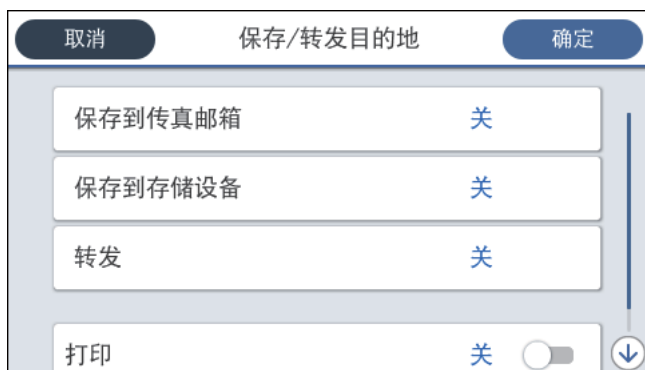 取消 保存/转发目的地 确定
保存到传真邮箱 关
保存到存储设备 关
转发 关
打印 关